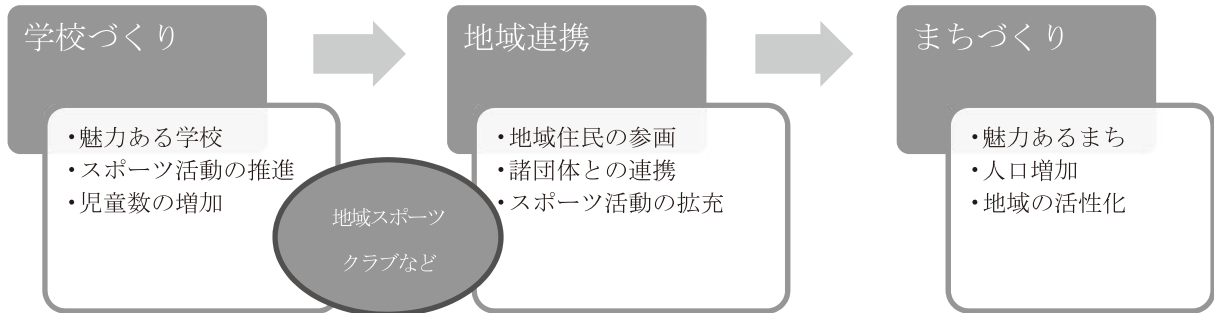 学校づくり
・魅力ある学校
・スポーツ活動の推進
・児童数の増加
地域スポーツ
クラブなど
地域連携
・地域住民の参画
・諸団体との連携
・スポーツ活動の拡充
まちづくり
・魅力あるまち
・人口増加
・地域の活性化